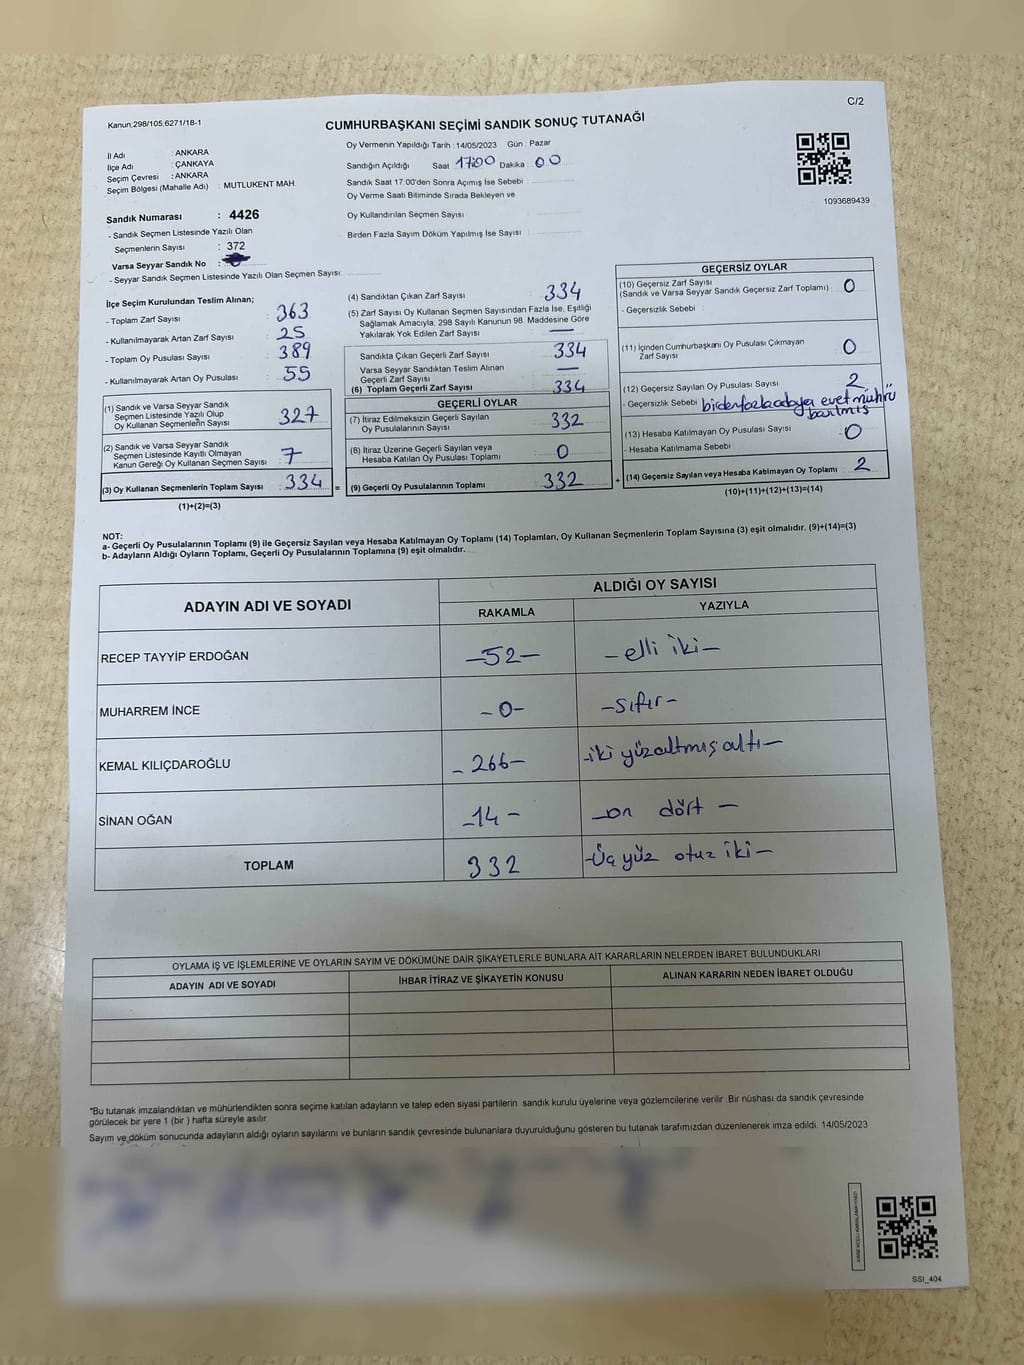 C/2
Kanun,298/105,6271/18-1
CUMHURBAŞKANI SEÇİMİ SANDIK SONUÇ TUTANAĞI
İl Adı : ANKARA
İlçe Adı : ÇANKAYA
Seçim Çevresi : ANKARA
Seçim Bölgesi (Mahalle Adı) : MUTLUKENT MAH.
Sandık Numarası : 4426
- Sandık Seçmen Listesinde Yazılı Olan
Seçmenlerin Sayısı : 372
Varsa Seyyar Sandık No :
- Seyyar Sandık Seçmen Listesinde Yazılı Olan Seçmen Sayısı:
Oy Vermenin Yapıldığı Tarih :14/05/2023 Gün : Pazar
Sandığın Açıldığı Saat 17:00 Dakika : 00
Sandık Saat 17:00'den Sonra Açımış İse Sebebi :
Oy Verme Saati Bitiminde Sırada Bekleyen ve
Oy Kullandırılan Seçmen Sayısı :
Birden Fazla Sayım Döküm Yapılmış İse Sayısı :
1093689439
İlçe Seçim Kurulundan Teslim Alınan;
- Toplam Zarf Sayısı : 363
- Kullanılmayarak Artan Zarf Sayısı : 25
- Toplam Oy Pusulası Sayısı : 389
- Kullanılmayarak Artan Oy Pusulası : 55
(1) Sandık ve Varsa Seyyar Sandık
Seçmen Listesinde Yazılı Olup
Oy Kullanan Seçmenlerin Sayısı : 327
(2) Sandık ve Varsa Seyyar Sandık
Seçmen Listesinde Kayıtlı Olmayan
Kanun Gereği Oy Kullanan Seçmen Sayısı : 7
(3) Oy Kullanan Seçmenlerin Toplam Sayısı : 334 =
(1)+(2)=(3)
(4) Sandıktan Çıkan Zarf Sayısı : 334
(5) Zarf Sayısı Oy Kullanan Seçmen Sayısından Fazla İse, Eşitliği
Sağlamak Amacıyla, 298 Sayılı Kanunun 98. Maddesine Göre
Yakılarak Yok Edilen Zarf Sayısı : —
Sandıkta Çıkan Geçerli Zarf Sayısı : 334
Varsa Seyyar Sandıktan Teslim Alınan
Geçerli Zarf Sayısı : —
(6) Toplam Geçerli Zarf Sayısı : 334
GEÇERLİ OYLAR
(7) İtiraz Edilmeksizin Geçerli Sayılan
Oy Pusulalarının Sayısı : 332
(8) İtiraz Üzerine Geçerli Sayılan veya
Hesaba Katılan Oy Pusulası Toplamı : 0
(9) Geçerli Oy Pusulalarının Toplamı : 332 +
GEÇERSİZ OYLAR
(10) Geçersiz Zarf Sayısı
(Sandık ve Varsa Seyyar Sandık Geçersiz Zarf Toplamı) : 0
- Geçersizlik Sebebi :
(11) İçinden Cumhurbaşkanı Oy Pusulası Çıkmayan
Zarf Sayısı : 0
(12) Geçersiz Sayılan Oy Pusulası Sayısı : 2
- Geçersizlik Sebebi : birden fazla adaya evet mührü
basılmış
(13) Hesaba Katılmayan Oy Pusulası Sayısı : 0
- Hesaba Katılmama Sebebi :
(14) Geçersiz Sayılan veya Hesaba Katılmayan Oy Toplamı : 2
(10)+(11)+(12)+(13)=(14)
NOT:
a- Geçerli Oy Pusulalarının Toplamı (9) ile Geçersiz Sayılan veya Hesaba Katılmayan Oy Toplamı (14) Toplamları, Oy Kullanan Seçmenlerin Toplam Sayısına (3) eşit olmalıdır. (9)+(14)=(3)
b- Adayların Aldığı Oyların Toplamı, Geçerli Oy Pusulalarının Toplamına (9) eşit olmalıdır.
ADAYIN ADI VE SOYADI
ALDIĞI OY SAYISI
RAKAMLA YAZIYLA
RECEP TAYYİP ERDOĞAN -52- -elli iki-
MUHARREM İNCE -0- -sıfır-
KEMAL KILIÇDAROĞLU -266- -iki yüzaltmış altı-
SİNAN OĞAN -14- -on dört -
TOPLAM 332 -Üç yüz otuz iki-
OYLAMA İŞ VE İŞLEMLERİNE VE OYLARIN SAYIM VE DÖKÜMÜNE DAİR ŞİKAYETLERLE BUNLARA AİT KARARLARIN NELERDEN İBARET BULUNDUKLARI
ADAYIN ADI VE SOYADI İHBAR İTİRAZ VE ŞİKAYETİN KONUSU ALINAN KARARIN NEDEN İBARET OLDUĞU
*Bu tutanak imzalandıktan ve mühürlendikten sonra seçime katılan adayların ve talep eden siyasi partilerin sandık kurulu üyelerine veya gözlemcilerine verilir. Bir nüshası da sandık çevresinde
görülecek bir yere 1 (bir ) hafta süreyle asılır.
Sayım ve döküm sonucunda adayların aldığı oyların sayılarını ve bunların sandık çevresinde bulunanlara duyurulduğunu gösteren bu tutanak tarafımızdan düzenlenerek imza edildi. 14/05/2023
SSI_404